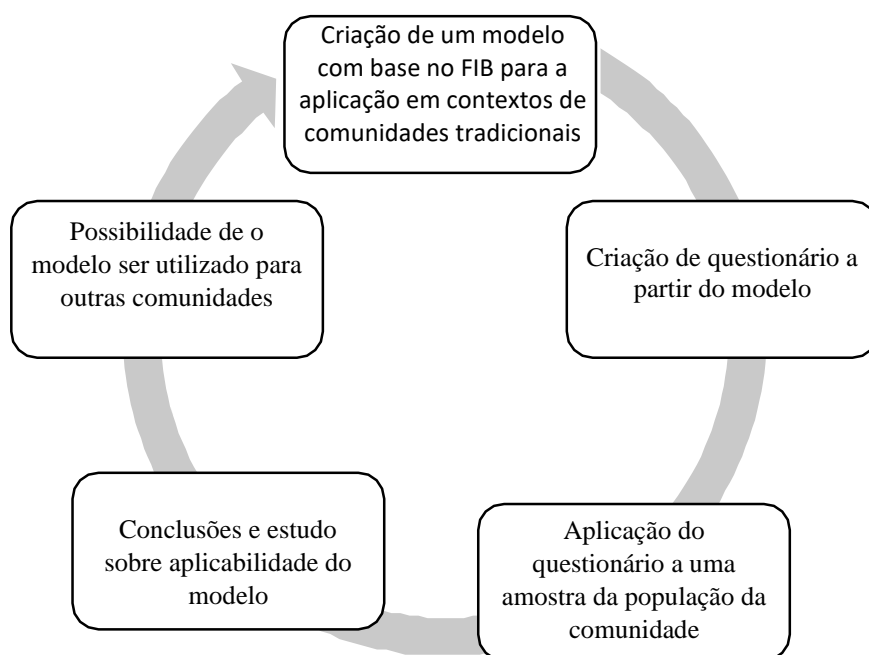 Criação de um modelo
com base no FIB para a
aplicação em contextos de
comunidades tradicionais
Criação de questionário a
partir do modelo
Aplicação do
questionário a uma
amostra da população da
comunidade
Conclusões e estudo
sobre aplicabilidade do
modelo
Possibilidade de o
modelo ser utilizado para
outras comunidades